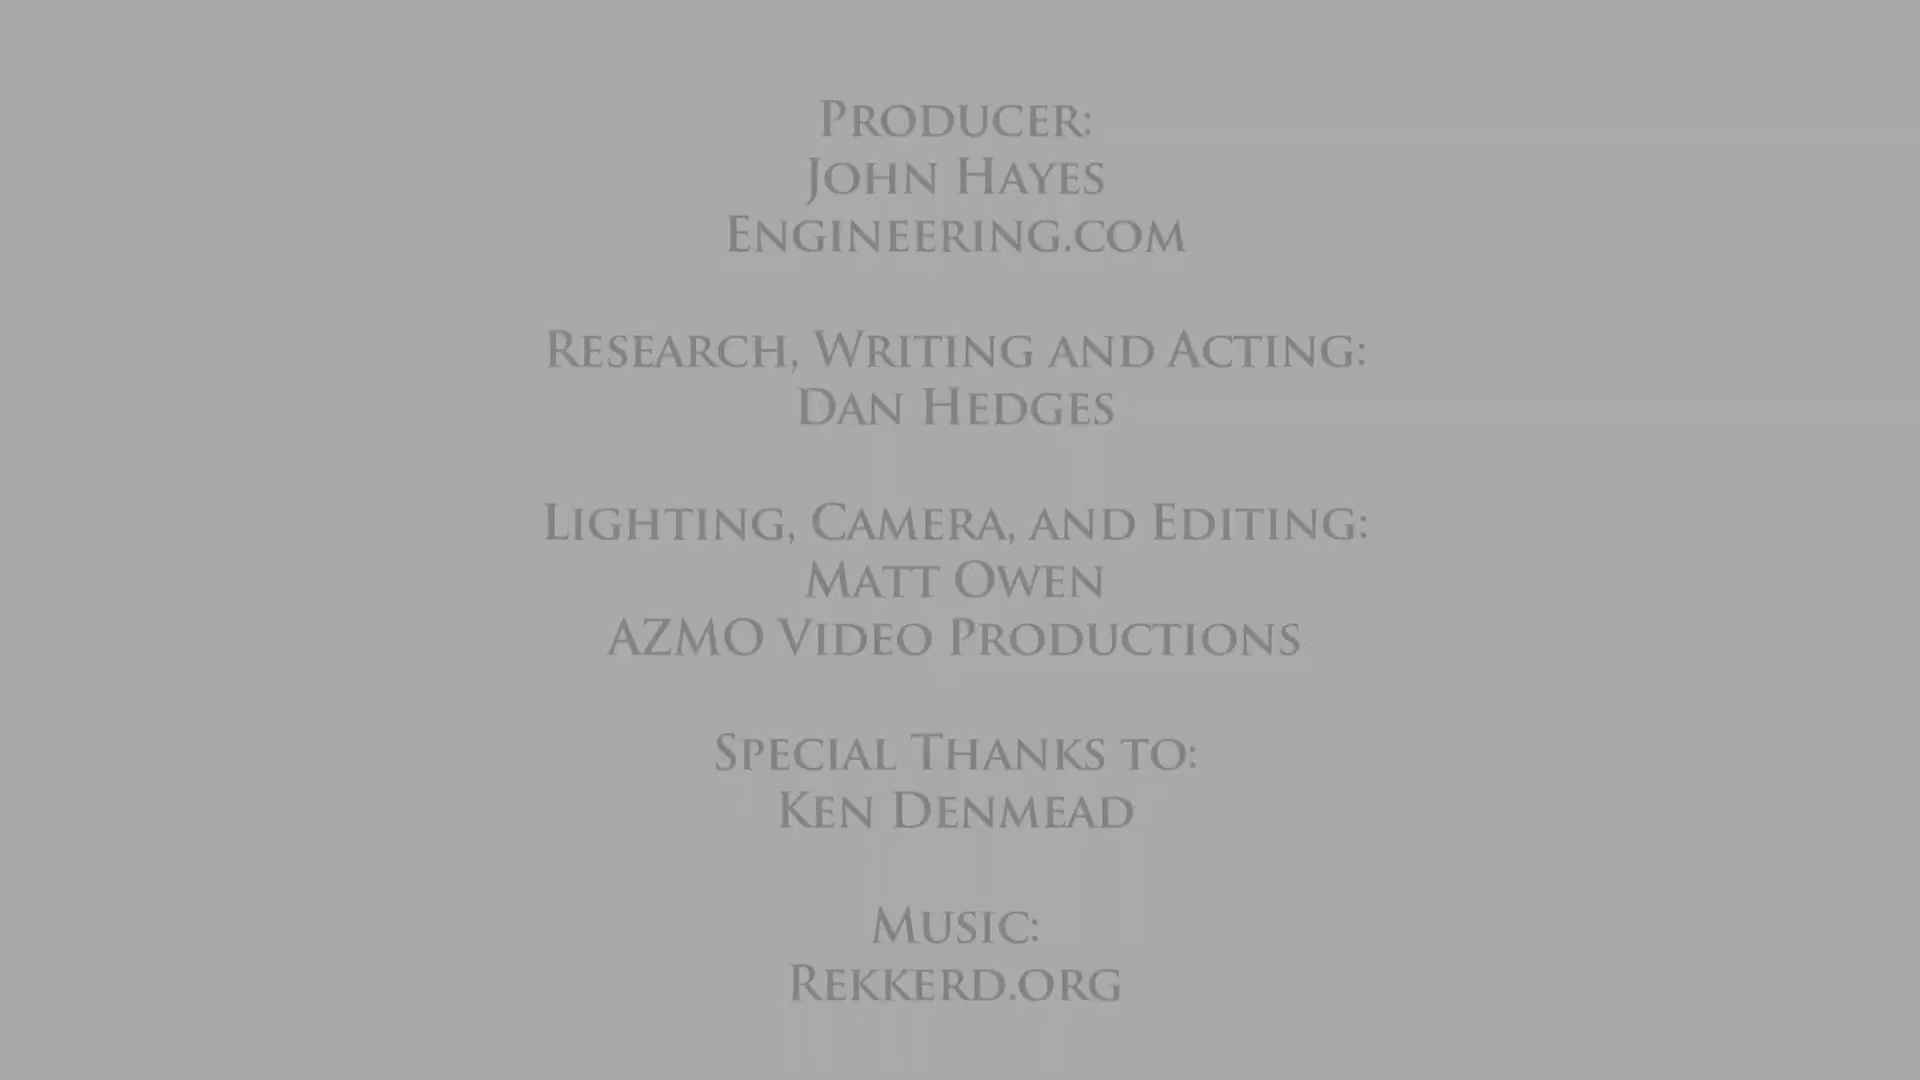 Producer:
John Hayes
Engineering.com
Research, Writing and Acting:
Dan Hedges
Lighting, Camera, and Editing:
Matt Owen
AZMO Video Productions
Special Thanks to:
Ken Denmead
Music:
Rekkerd.org